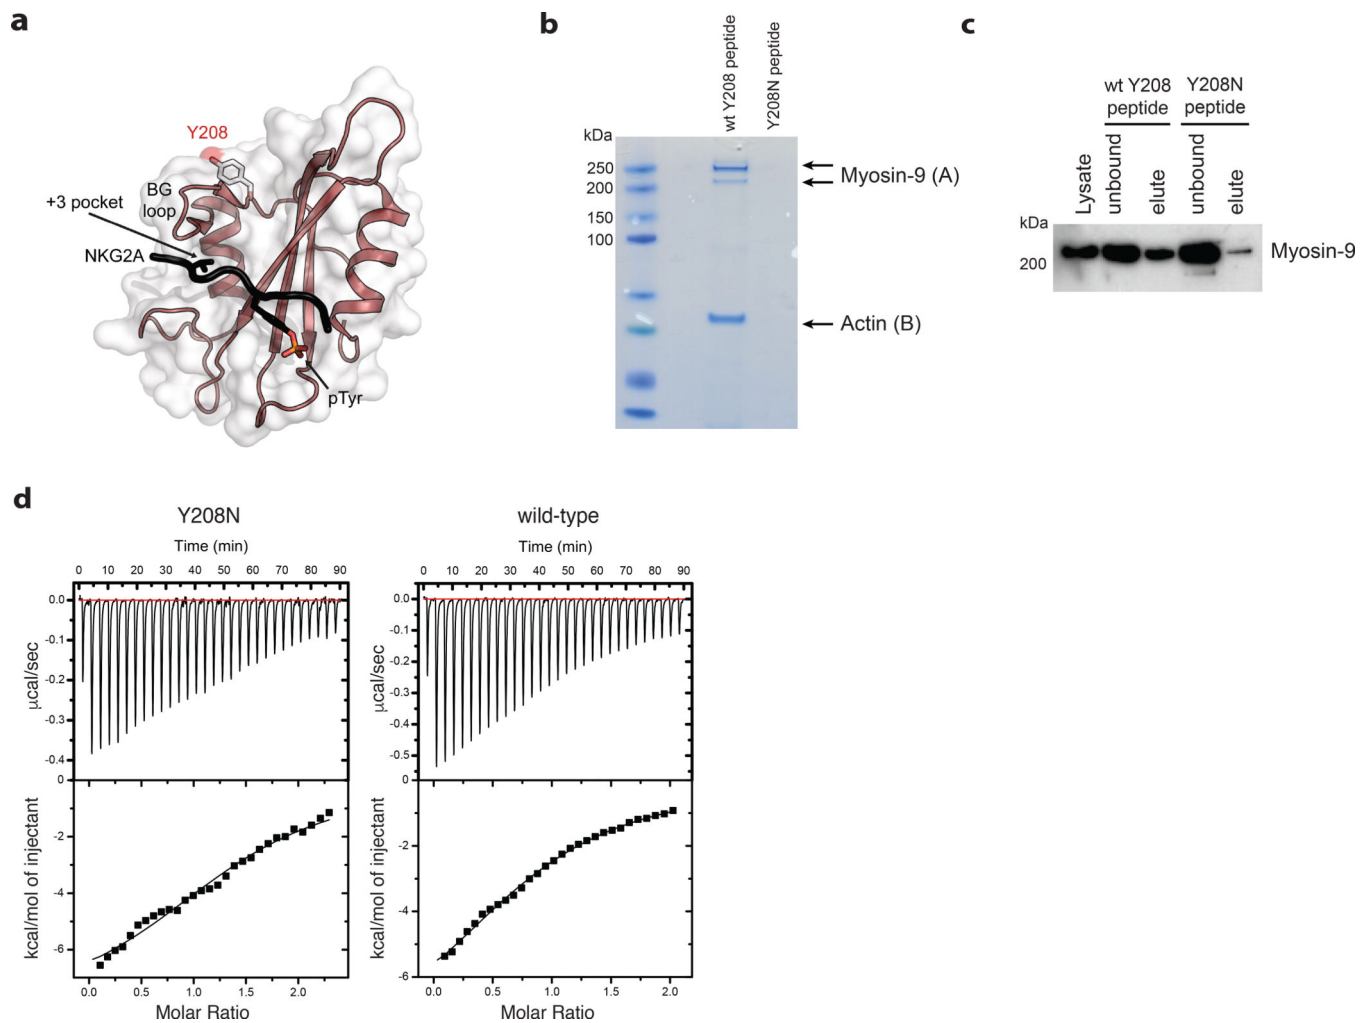 a
Y208
BG
loop
+3 pocket
NKG2A
pTyr
b
wt Y208 peptide
Y208N peptide
kDa
250
200
150
100
Myosin-9 (A)
Actin (B)
c
wt Y208
peptide
Y208N
peptide
Lysate
unbound
elute
unbound
elute
kDa
200
Myosin-9
d
Y208N
Time (min)
0 10 20 30 40 50 60 70 80 90
0.0
-0.1
-0.2
-0.3
-0.4
µcal/sec
0
-2
-4
-6
kcal/mol of injectant
0.0 0.5 1.0 1.5 2.0
Molar Ratio
wild-type
Time (min)
0 10 20 30 40 50 60 70 80 90
0.0
-0.1
-0.2
-0.3
-0.4
-0.5
µcal/sec
0
-2
-4
-6
kcal/mol of injectant
0.0 0.5 1.0 1.5 2.0
Molar Ratio